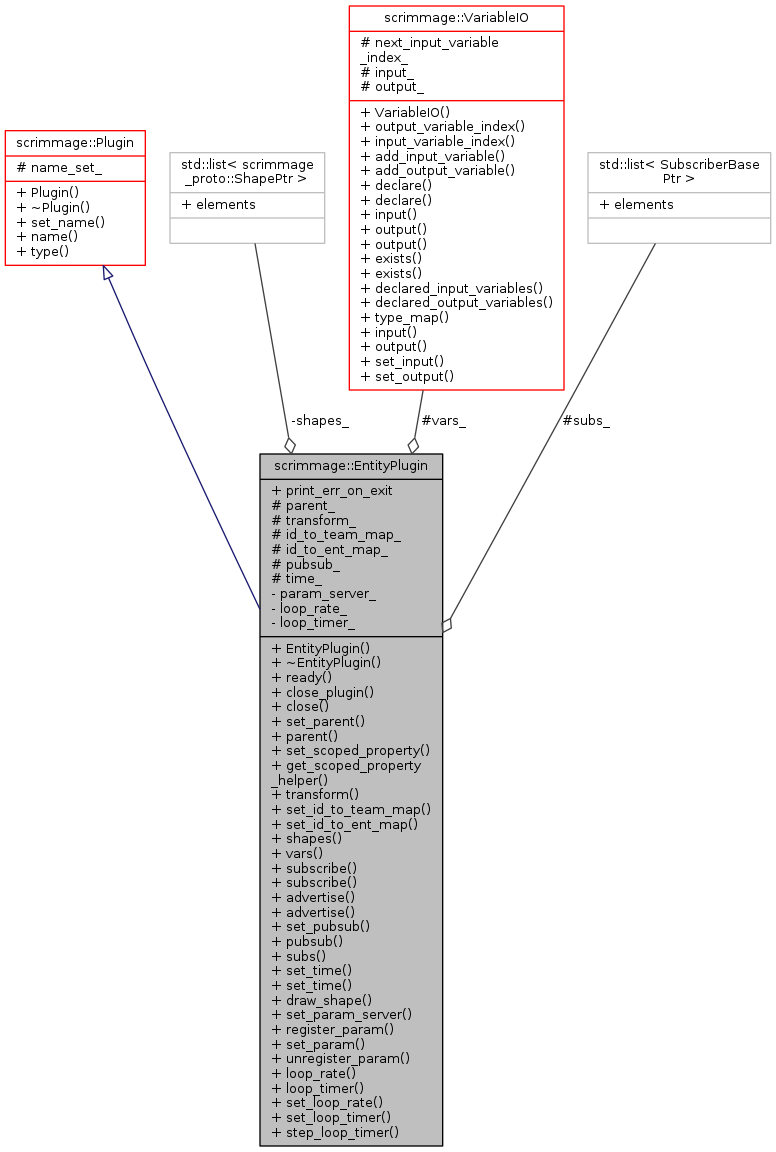 scrimmage::VariableIO
# next_input_variable
_index_
# input_
# output_
+ VariableIO()
+ output_variable_index()
+ input_variable_index()
+ add_input_variable()
+ add_output_variable()
+ declare()
+ declare()
+ input()
+ output()
+ output()
+ exists()
+ exists()
+ declared_input_variables()
+ declared_output_variables()
+ type_map()
+ input()
+ output()
+ set_input()
+ set_output()
scrimmage::Plugin
# name_set_
+ Plugin()
+ ~Plugin()
+ set_name()
+ name()
+ type()
std::list< scrimmage
_proto::ShapePtr >
+ elements
std::list< SubscriberBase
Ptr >
+ elements
-shapes_
#vars_
#subs_
scrimmage::EntityPlugin
+ print_err_on_exit
# parent_
# transform_
# id_to_team_map_
# id_to_ent_map_
# pubsub_
# time_
- param_server_
- loop_rate_
- loop_timer_
+ EntityPlugin()
+ ~EntityPlugin()
+ ready()
+ close_plugin()
+ close()
+ set_parent()
+ parent()
+ set_scoped_property()
+ get_scoped_property
_helper()
+ transform()
+ set_id_to_team_map()
+ set_id_to_ent_map()
+ shapes()
+ vars()
+ subscribe()
+ subscribe()
+ advertise()
+ advertise()
+ set_pubsub()
+ pubsub()
+ subs()
+ set_time()
+ set_time()
+ draw_shape()
+ set_param_server()
+ register_param()
+ set_param()
+ unregister_param()
+ loop_rate()
+ loop_timer()
+ set_loop_rate()
+ set_loop_timer()
+ step_loop_timer()